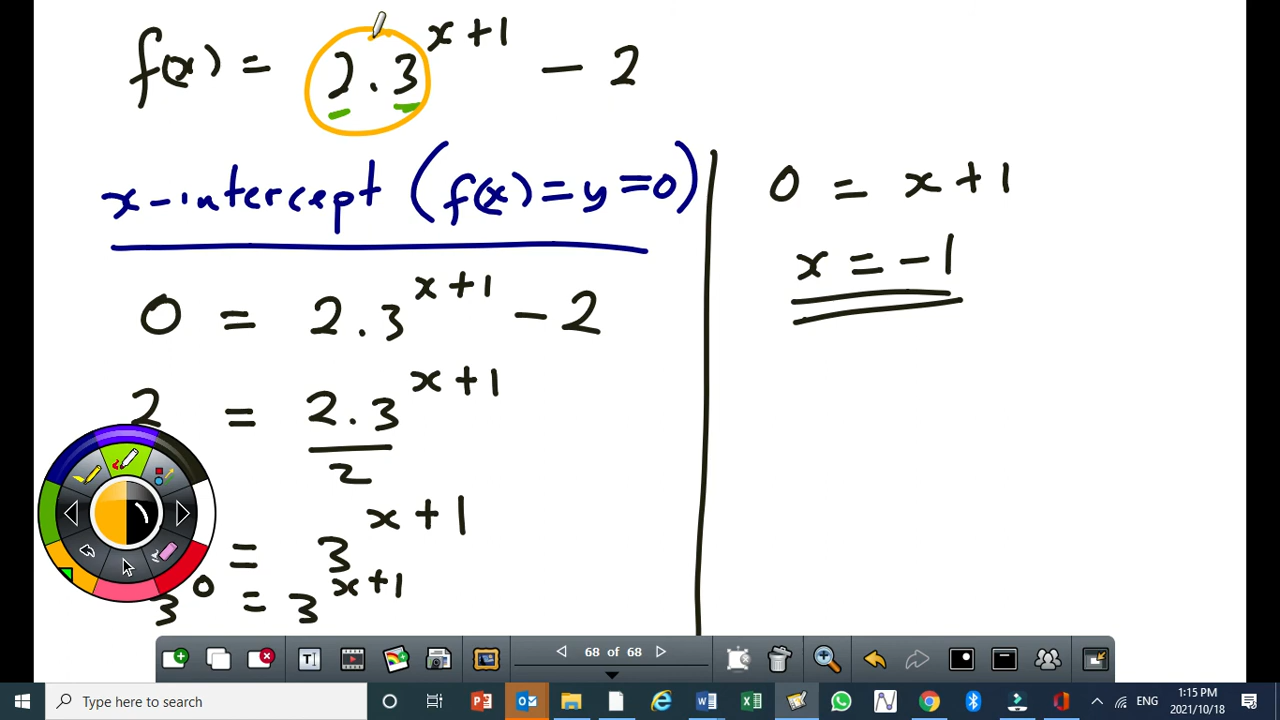 f(x) = 2.3^{x+1} - 2
x-intercept (f(x)=y=0)
0 = 2.3^{x+1} - 2
2 = 2.3^{x+1}
2
= 3^{x+1}
3^0 = 3^{x+1}
0 = x+1
x = -1
68 of 68
Type here to search
ENG
1:15 PM
2021/10/18